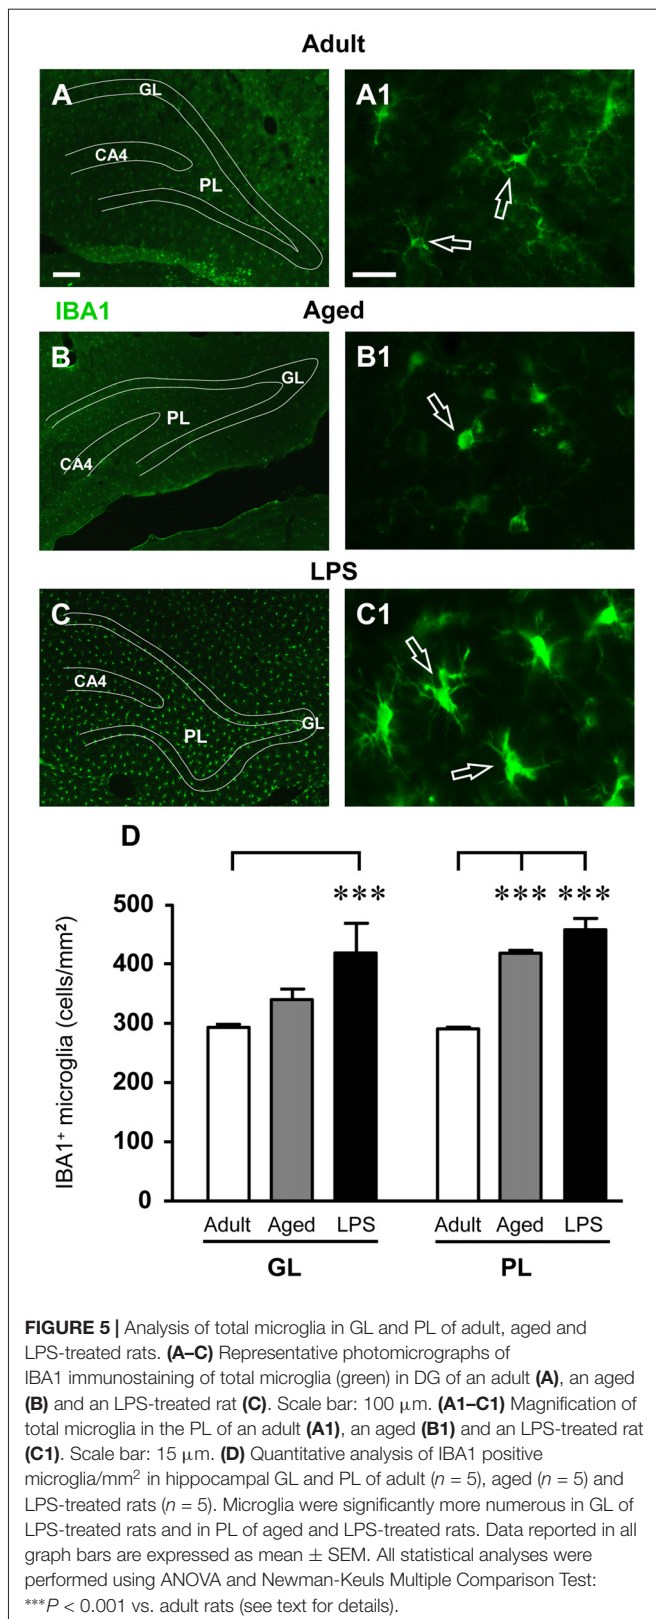 Adult
A
GL
CA4
PL
A1
IBA1
Aged
B
GL
PL
CA4
B1
LPS
C
CA4
PL
GL
C1
D
*** *** ***
IBA1⁺ microglia (cells/mm²)
500
400
300
200
100
0
Adult Aged LPS Adult Aged LPS
GL PL
FIGURE 5 | Analysis of total microglia in GL and PL of adult, aged and
LPS-treated rats. (A–C) Representative photomicrographs of
IBA1 immunostaining of total microglia (green) in DG of an adult (A), an aged
(B) and an LPS-treated rat (C). Scale bar: 100 μm. (A1–C1) Magnification of
total microglia in the PL of an adult (A1), an aged (B1) and an LPS-treated rat
(C1). Scale bar: 15 μm. (D) Quantitative analysis of IBA1 positive
microglia/mm² in hippocampal GL and PL of adult (n = 5), aged (n = 5) and
LPS-treated rats (n = 5). Microglia were significantly more numerous in GL of
LPS-treated rats and in PL of aged and LPS-treated rats. Data reported in all
graph bars are expressed as mean ± SEM. All statistical analyses were
performed using ANOVA and Newman-Keuls Multiple Comparison Test:
***P < 0.001 vs. adult rats (see text for details).